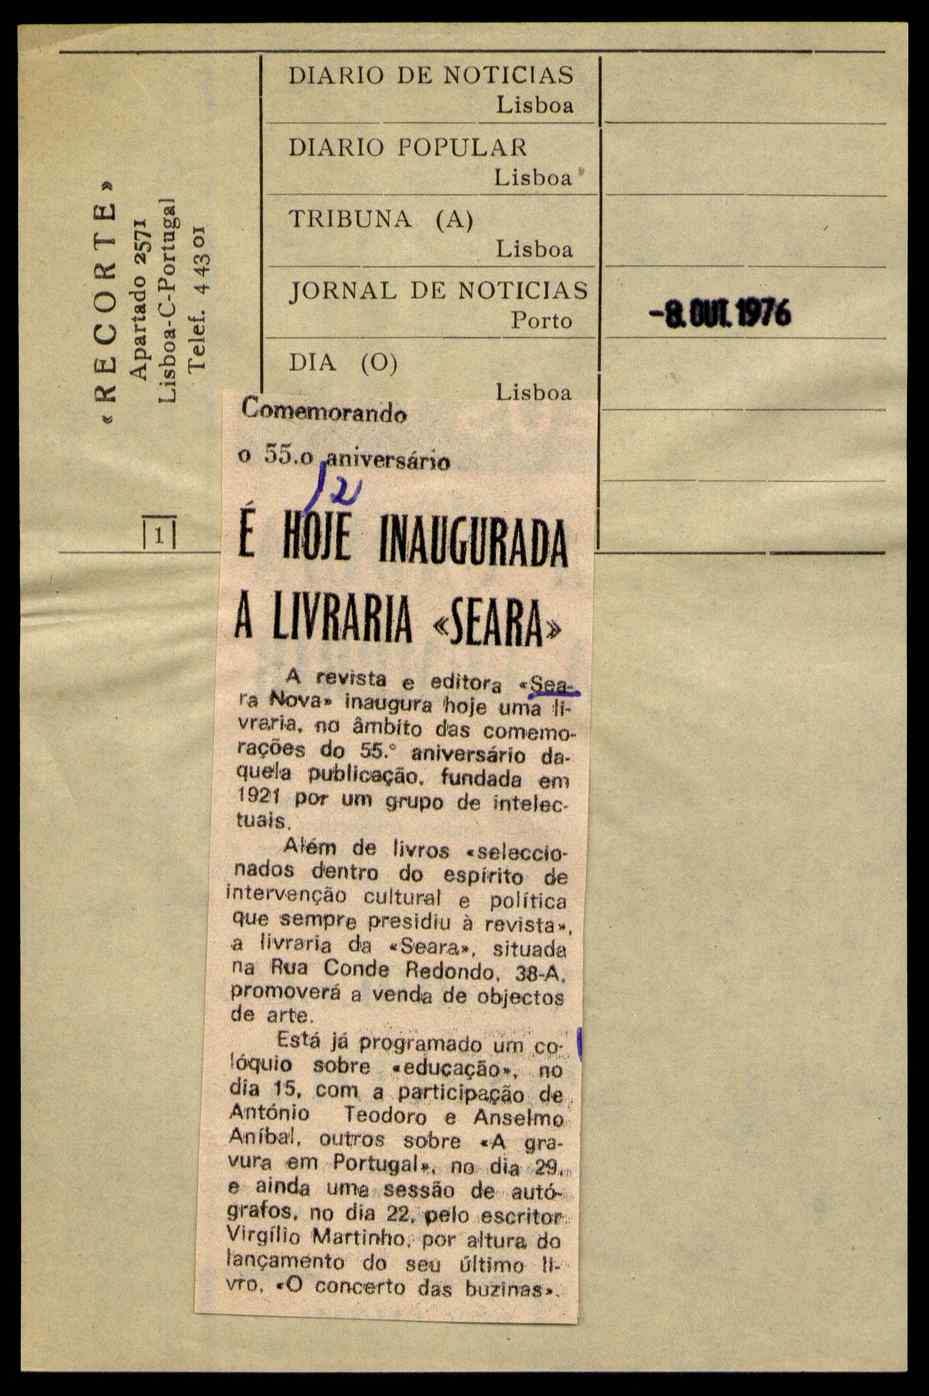 «RECORTE»
Apartado 2571
Lisboa-C-Portugal
Telef. 4 43 01
1
DIARIO DE NOTICIAS
Lisboa
DIARIO POPULAR
Lisboa
TRIBUNA (A)
Lisboa
JORNAL DE NOTICIAS
Porto
-8.OUT.1976
DIA (O)
Lisboa
Comemorando
o 55.o aniversário
12
É HOJE INAUGURADA
A LIVRARIA «SEARA»
A revista e editora «Sea-
ra Nova» inaugura hoje uma li-
vraria, no âmbito das comemo-
rações do 55.° aniversário da-
quela publicação, fundada em
1921 por um grupo de intelec-
tuais.
Além de livros «seleccio-
nados dentro do espírito de
intervenção cultural e política
que sempre presidiu à revista»,
a livraria da «Seara», situada
na Rua Conde Redondo, 38-A,
promoverá a venda de objectos
de arte.
Está já programado um co-
lóquio sobre «educação», no
dia 15, com a participação de
António Teodoro e Anselmo
Aníbal, outros sobre «A gra-
vura em Portugal», no dia 29,
e ainda uma sessão de autó-
grafos, no dia 22, pelo escritor
Virgílio Martinho, por altura do
lançamento do seu último li-
vro, «O concerto das buzinas».